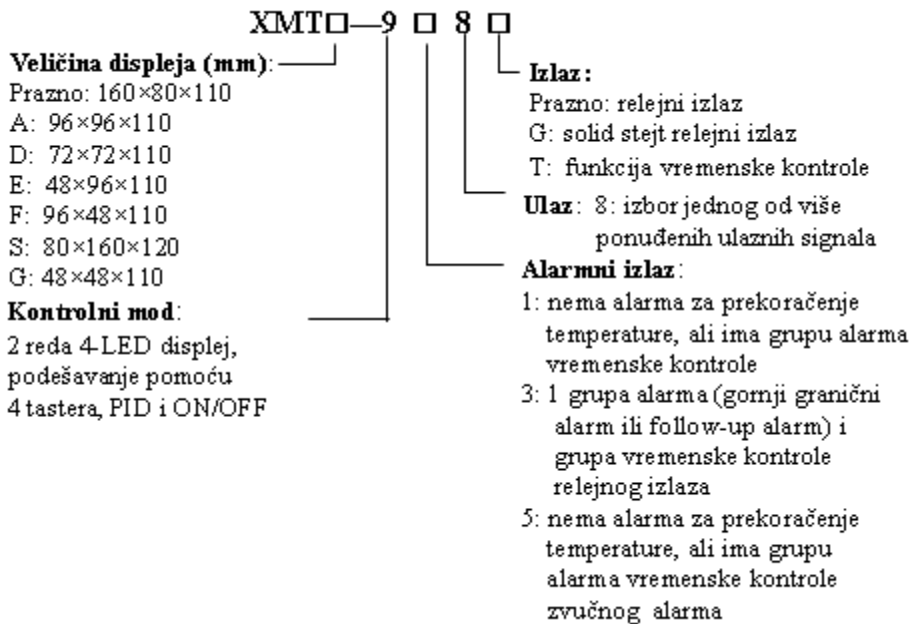 XMT□—9 □ 8 □
Veličina displeja (mm):
Prazno: 160×80×110
A: 96×96×110
D: 72×72×110
E: 48×96×110
F: 96×48×110
S: 80×160×120
G: 48×48×110
Kontrolni mod:
2 reda 4-LED displej,
podešavanje pomoću
4 tastera, PID i ON/OFF
Izlaz:
Prazno: relejni izlaz
G: solid stejt relejni izlaz
T: funkcija vremenske kontrole
Ulaz: 8: izbor jednog od više
ponuđenih ulaznih signala
Alarmni izlaz:
1: nema alarma za prekoračenje
temperature, ali ima grupu alarma
vremenske kontrole
3: 1 grupa alarma (gornji granični
alarm ili follow-up alarm) i
grupa vremenske kontrole
relejnog izlaza
5: nema alarma za prekoračenje
temperature, ali ima grupu
alarma vremenske kontrole
zvučnog alarma